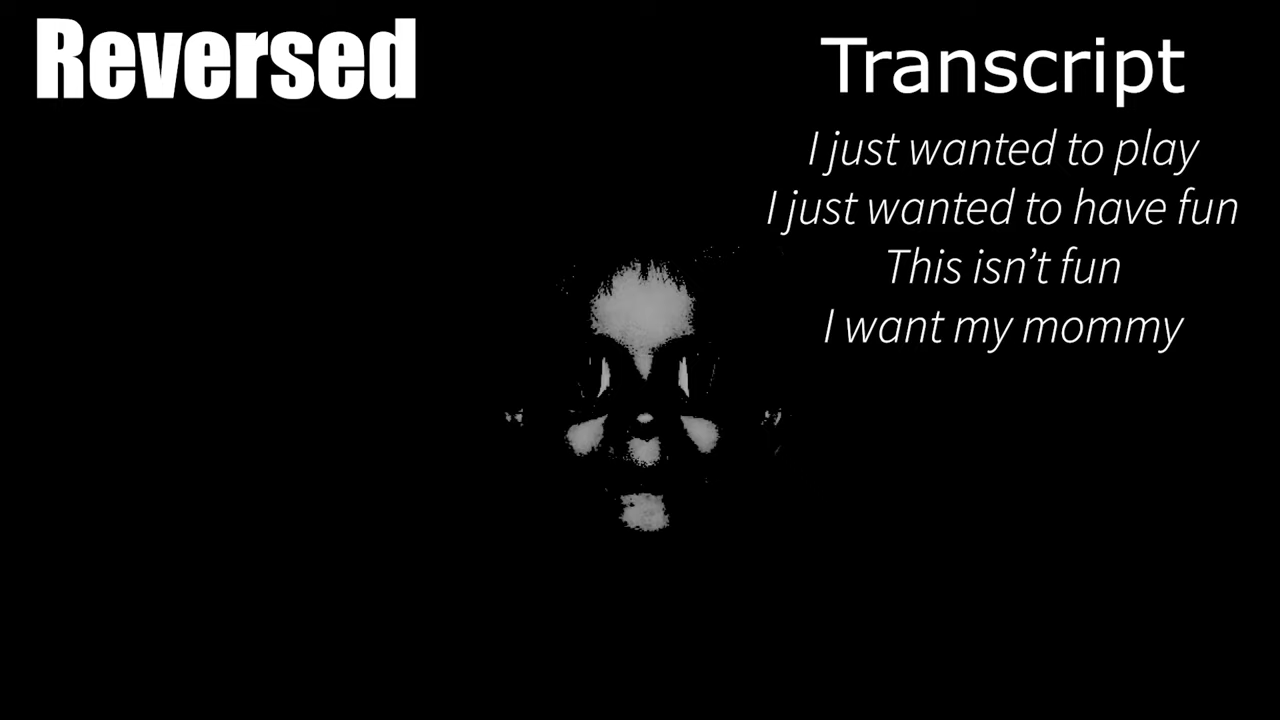 Reversed
Transcript
I just wanted to play
I just wanted to have fun
This isn’t fun
I want my mommy